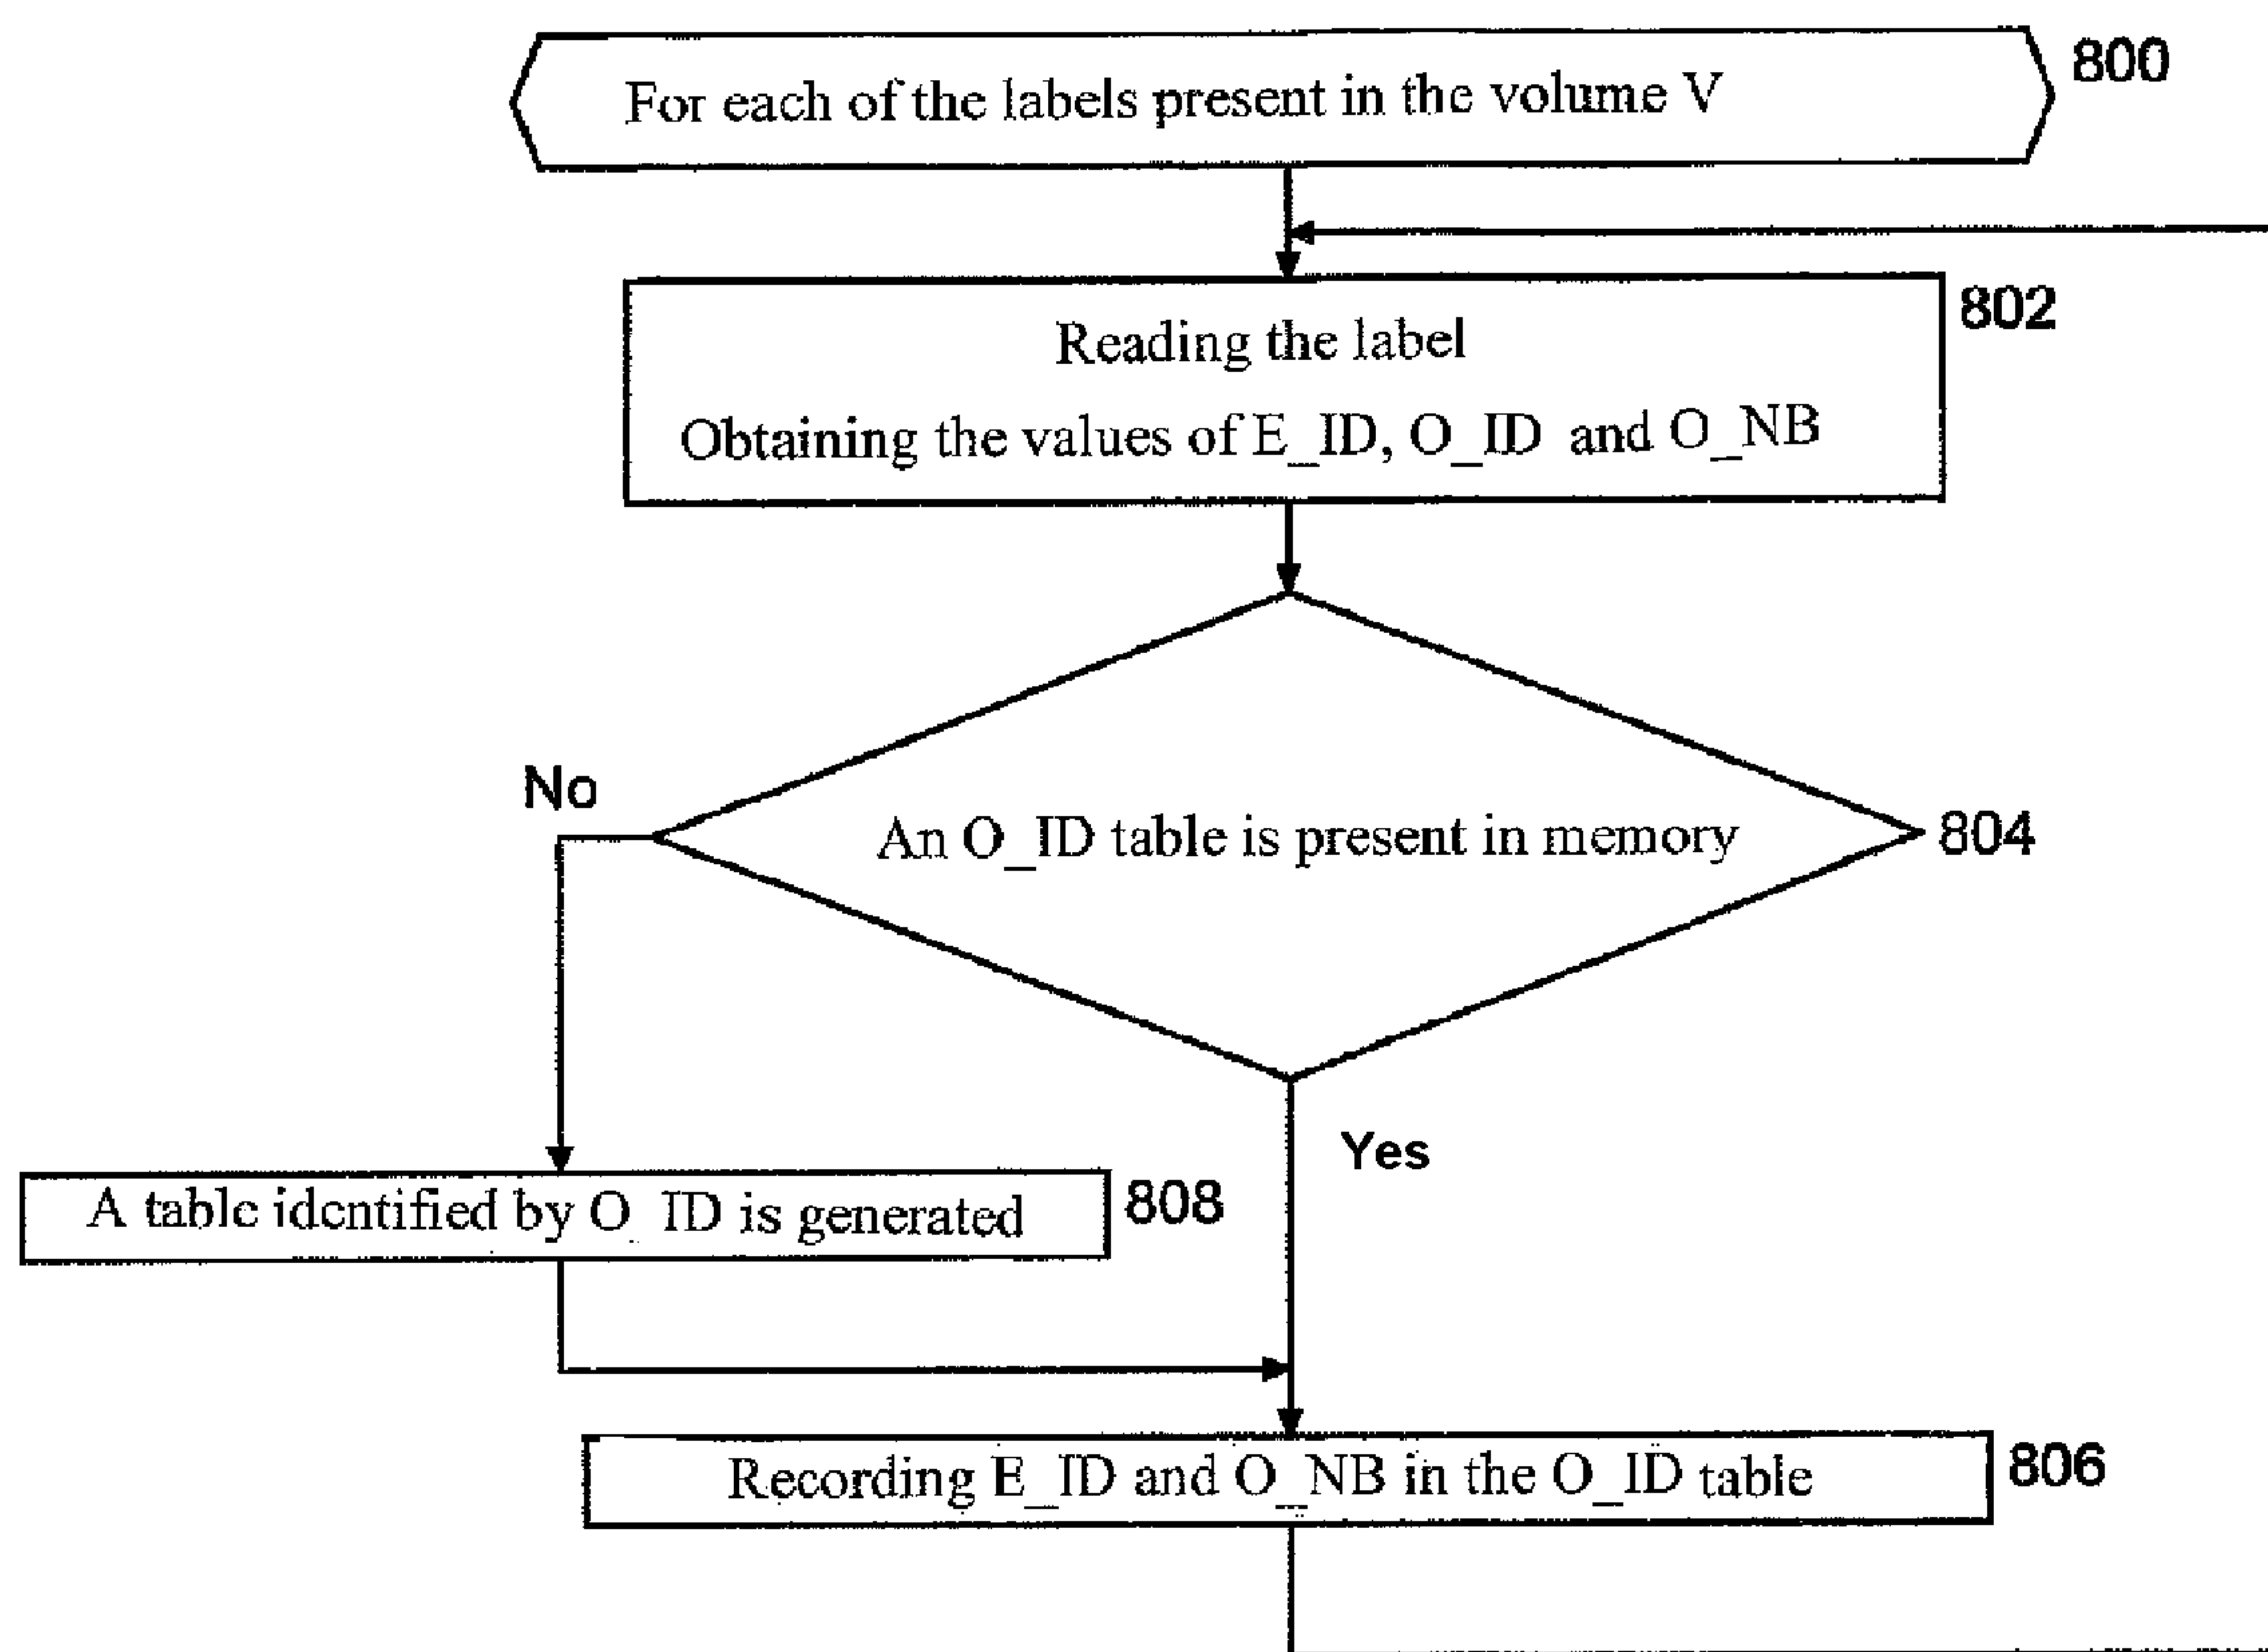 For each of the labels present in the volume V
800
Reading the label
802
Obtaining the values of E_ID, O_ID and O_NB
No
An O_ID table is present in memory
804
Yes
A table identified by O_ID is generated
808
Recording E_ID and O_NB in the O_ID table
806